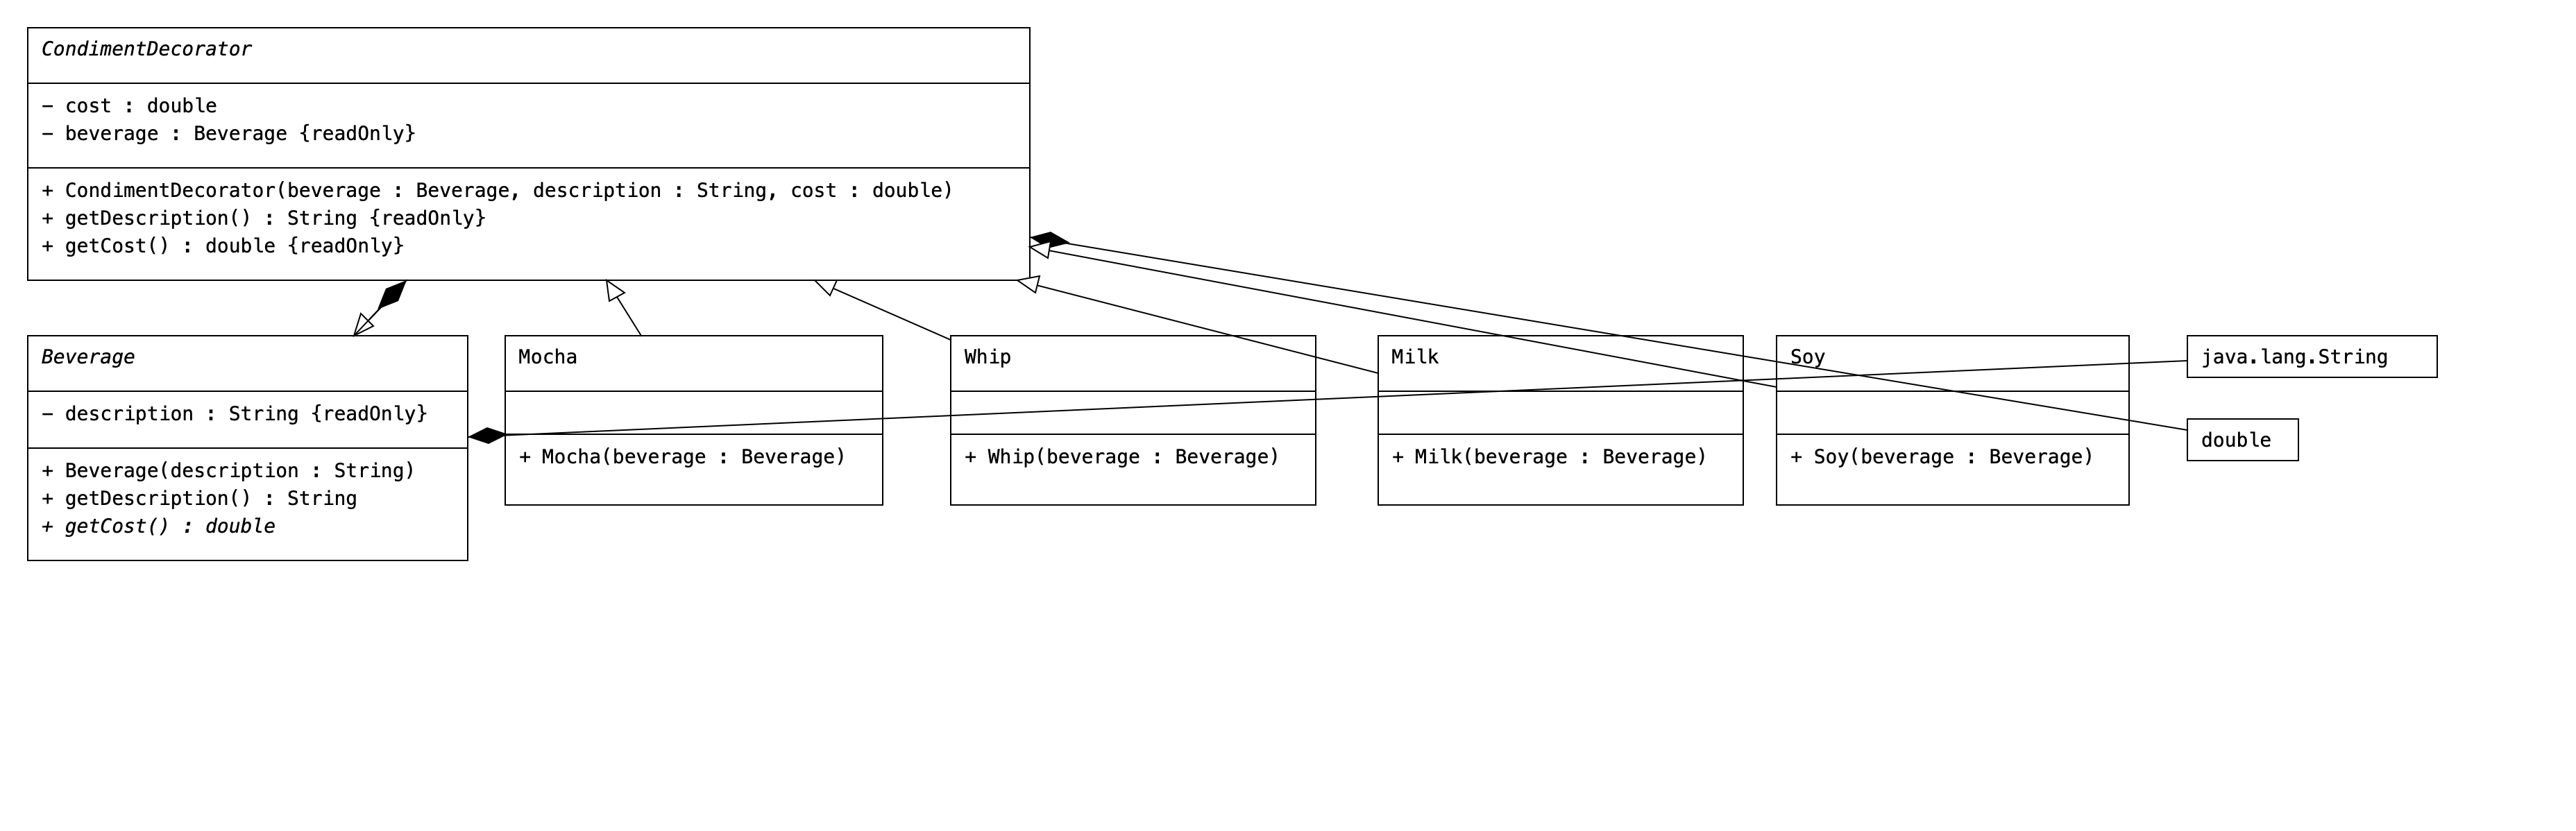 CondimentDecorator
− cost : double
− beverage : Beverage {readOnly}
+ CondimentDecorator(beverage : Beverage, description : String, cost : double)
+ getDescription() : String {readOnly}
+ getCost() : double {readOnly}
Beverage
− description : String {readOnly}
+ Beverage(description : String)
+ getDescription() : String
+ getCost() : double
Mocha
+ Mocha(beverage : Beverage)
Whip
+ Whip(beverage : Beverage)
Milk
+ Milk(beverage : Beverage)
Soy
+ Soy(beverage : Beverage)
java.lang.String
double